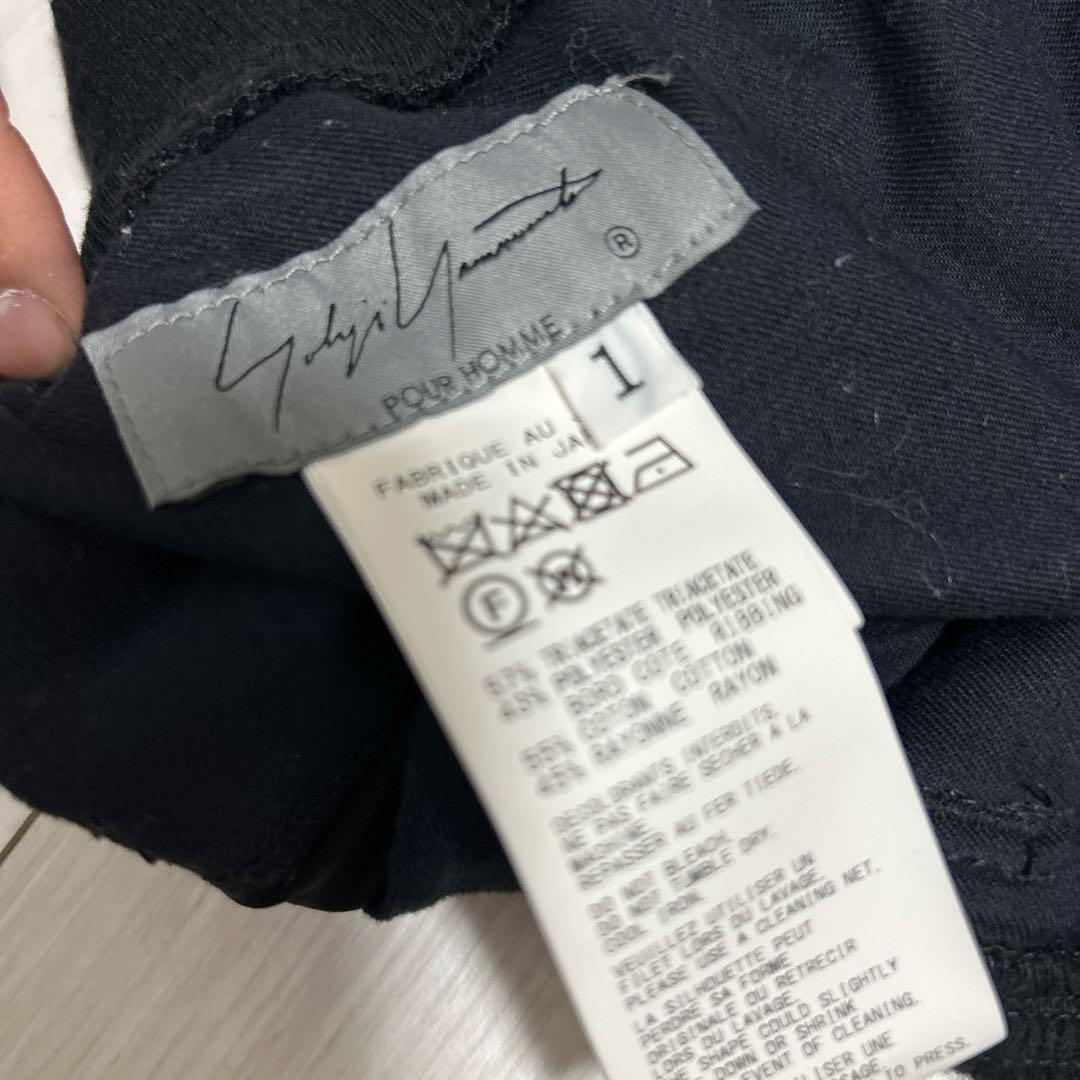 Yohji Yamamoto ®
POUR HOMME
1
FABRIQUE AU
MADE IN JA
F
W
TRIACETATE TRIACETATE
POLYESTER POLYESTER
BORD COTE RIBBING
55% COTTON COTTON
45% RAYONNE RAYON
DECOLORANTS INTERDITS.
NE PAS FAIRE SECHER À LA
MACHINE.
REPASSER AU FER TIEDE.
DO NOT BLEACH.
DO NOT TUMBLE DRY.
COOL IRON.
VEUILLEZ UTILISER UN
FILET LORS DU LAVAGE.
PLEASE USE A CLEANING NET.
LA SILHOUETTE PEUT
PERDRE SA FORME
ORIGINALE OU RETRECIR
LORS DU LAVAGE.
THE SHAPE COULD SLIGHTLY
DOWN OR SHRINK
EVENT OF CLEANING.
LISER UNE
TO PRESS.